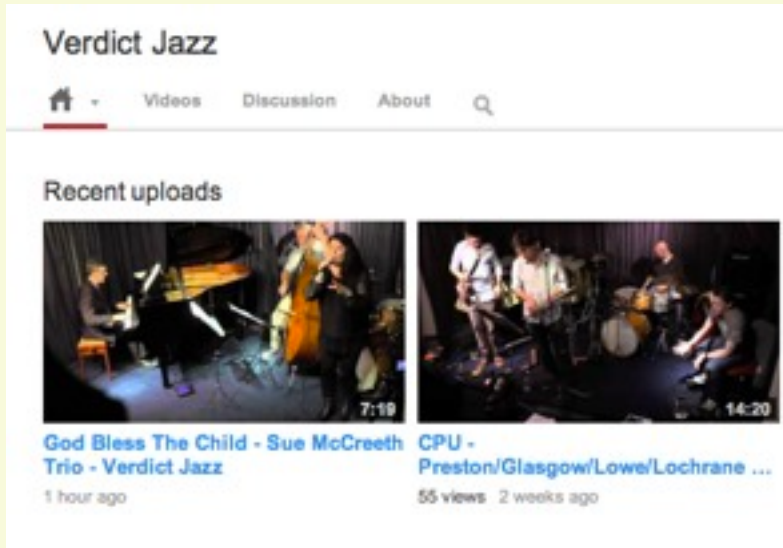 Verdict Jazz
Videos Discussion About
Recent uploads
7:19
14:20
God Bless The Child - Sue McCreeth
Trio - Verdict Jazz
1 hour ago
CPU -
Preston/Glasgow/Lowe/Lochrane ...
55 views 2 weeks ago